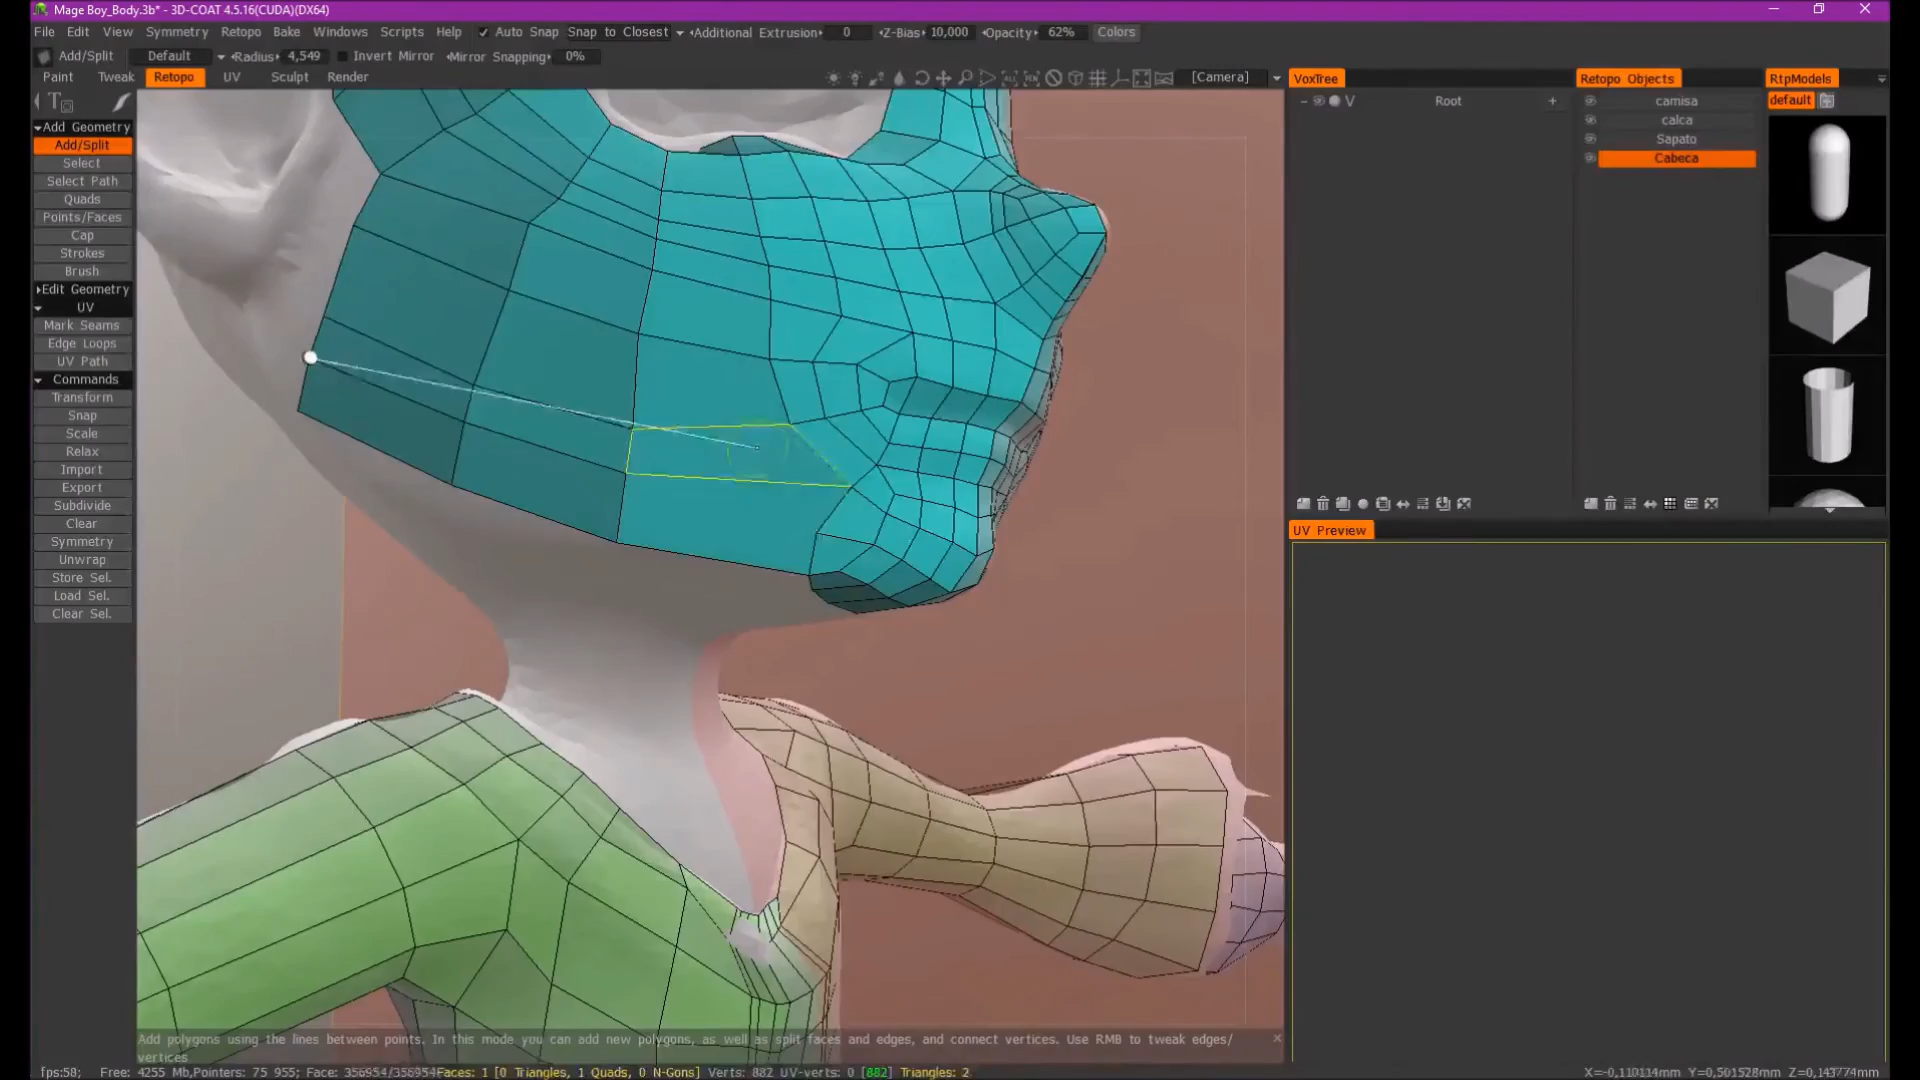 Mage Boy_Body.3b* - 3D-COAT 4.5.16(CUDA)(DX64)
File Edit View Symmetry Retopo Bake Windows Scripts Help Auto Snap Snap to Closest Additional Extrusion 0 Z-Bias 10,000 Opacity 62% Colors
Add/Split Default Radius 4,549 Invert Mirror Mirror Snapping 0%
Paint Tweak Retopo UV Sculpt Render [Camera] VoxTree Retopo Objects RtpModels
Add Geometry
Add/Split
Select
Select Path
Quads
Points/Faces
Cap
Strokes
Brush
Edit Geometry
UV
Mark Seams
Edge Loops
UV Path
Commands
Transform
Snap
Scale
Relax
Import
Export
Subdivide
Clear
Symmetry
Unwrap
Store Sel.
Load Sel.
Clear Sel.
V Root +
camisa
calca
Sapato
Cabeca
default
UV Preview
Add polygons using the lines between points. In this mode you can add new polygons, as well as split faces and edges, and connect vertices. Use RMB to tweak edges/
vertices
fps:58; Free: 4255 Mb,Pointers: 75 955; Face: 356954/356954 Faces: 1 [0 Triangles, 1 Quads, 0 N-Gons] Verts: 882 UV-verts: 0 [882] Triangles: 2 X=-0,110114mm Y=0,501528mm Z=0,143774mm